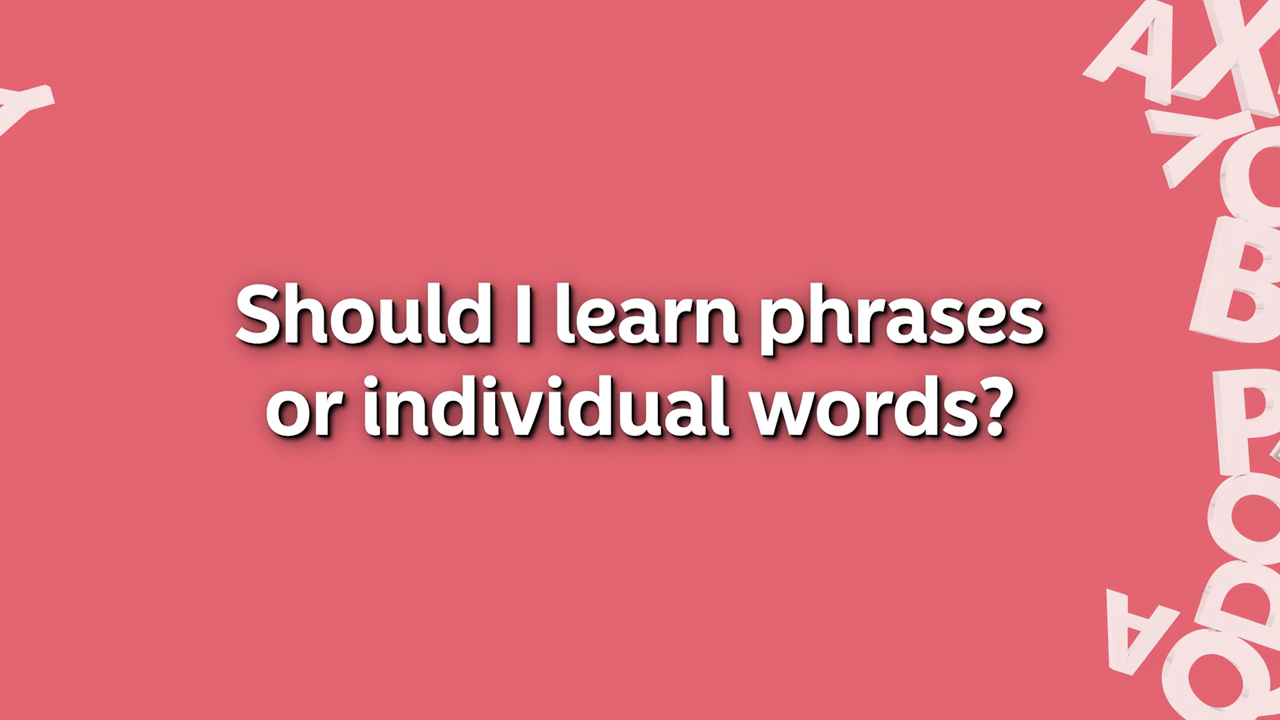 Should I learn phrases
or individual words?
A
X
Y
Y
B
P
O
D
A
Q